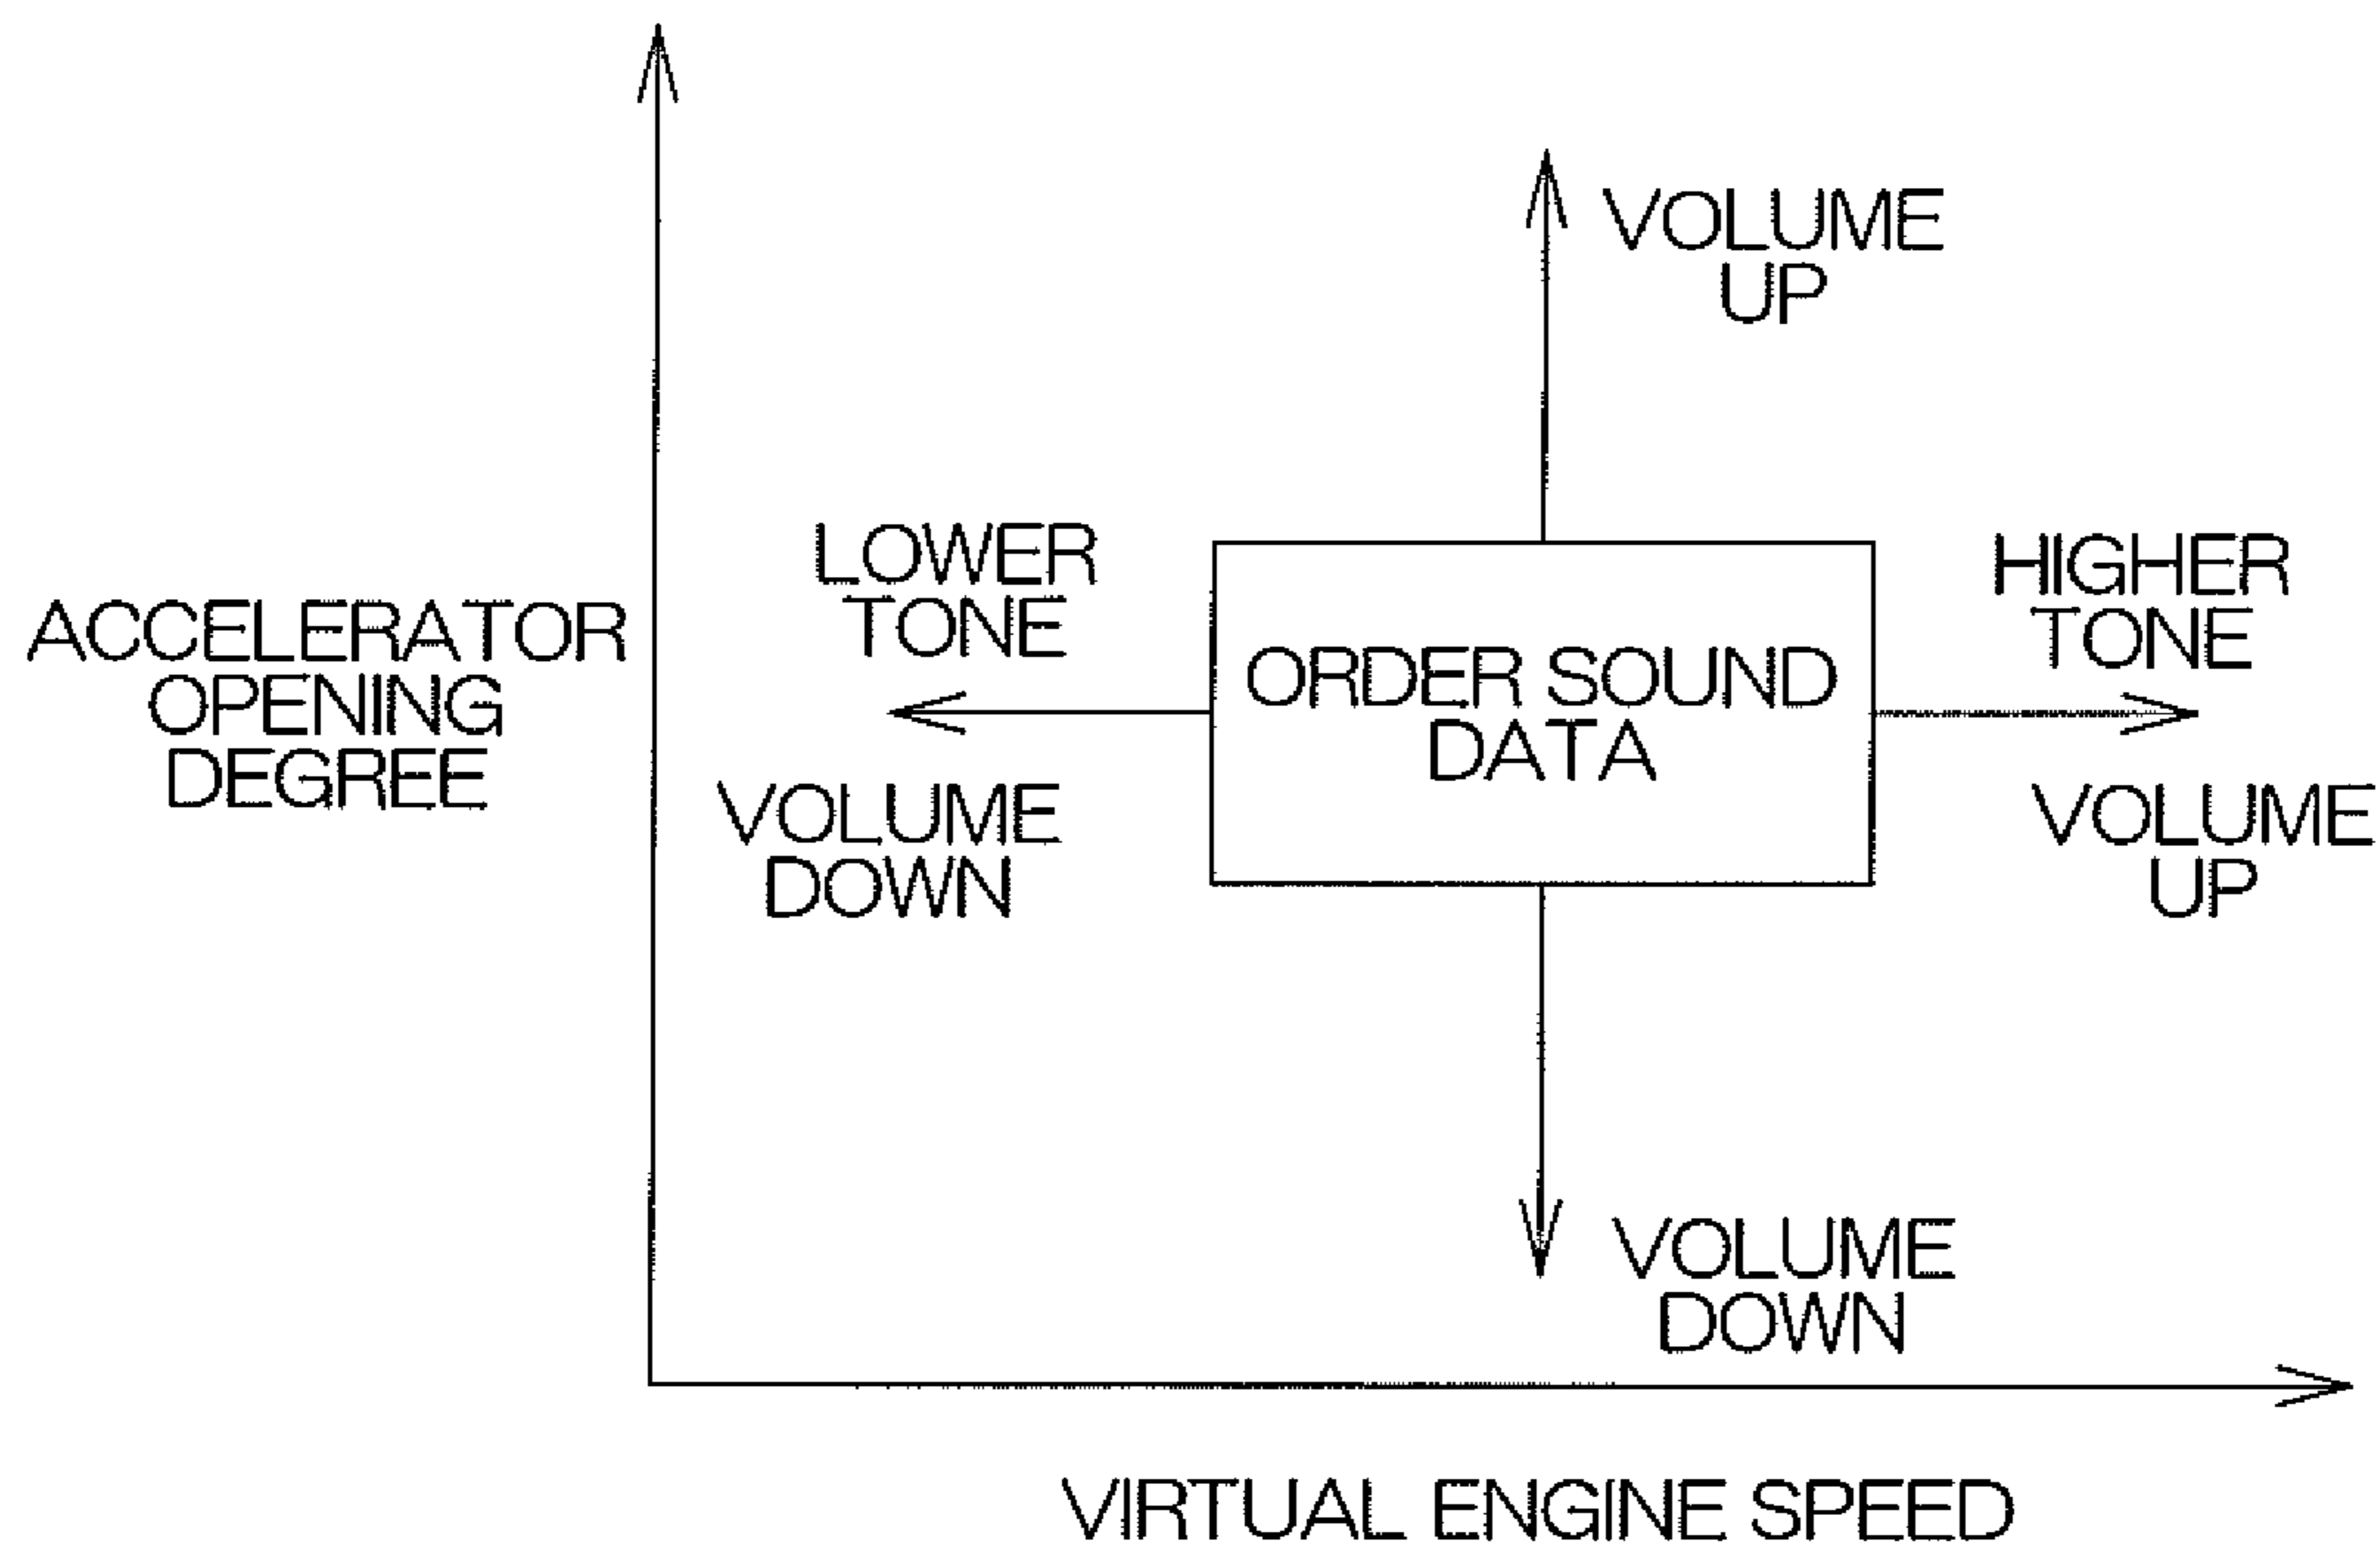 VOLUME
UP
LOWER
TONE
HIGHER
TONE
ACCELERATOR
OPENING
DEGREE
ORDER SOUND
DATA
VOLUME
DOWN
VOLUME
UP
VOLUME
DOWN
VIRTUAL ENGINE SPEED